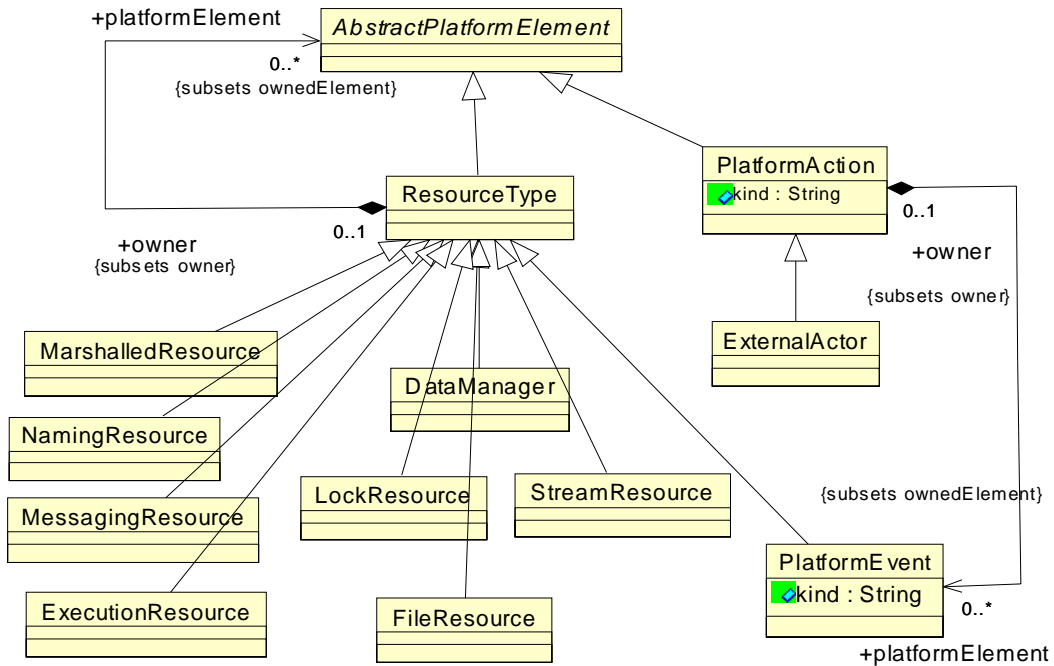 +platformElement
AbstractPlatformElement
0..*
{subsets ownedElement}
PlatformAction
kind : String
ResourceType
0..1
0..1
+owner
{subsets owner}
+owner
{subsets owner}
MarshalledResource
ExternalActor
DataManager
NamingResource
LockResource
StreamResource
{subsets ownedElement}
MessagingResource
PlatformEvent
kind : String
0..*
ExecutionResource
FileResource
+platformElement